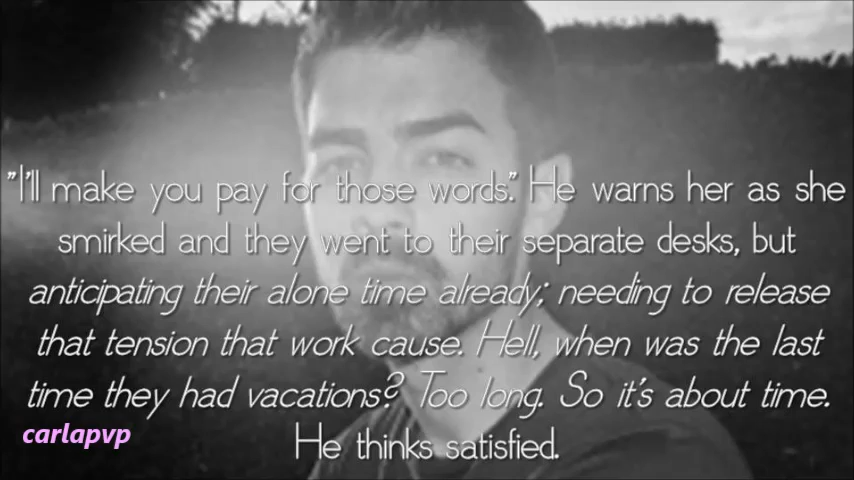 "I'll make you pay for those words." He warns her as she
smirked and they went to their separate desks, but
anticipating their alone time already; needing to release
that tension that work cause. Hell, when was the last
time they had vacations? Too long. So it's about time.
He thinks satisfied.
carlapvp